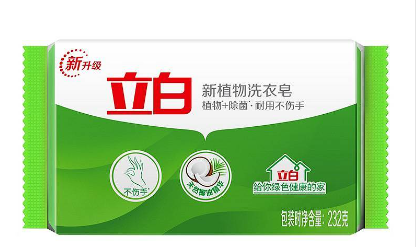 新升级
立白
新植物洗衣皂
植物+除菌·耐用不伤手
不伤手
立白
给你绿色健康的家
包装时净含量:232克